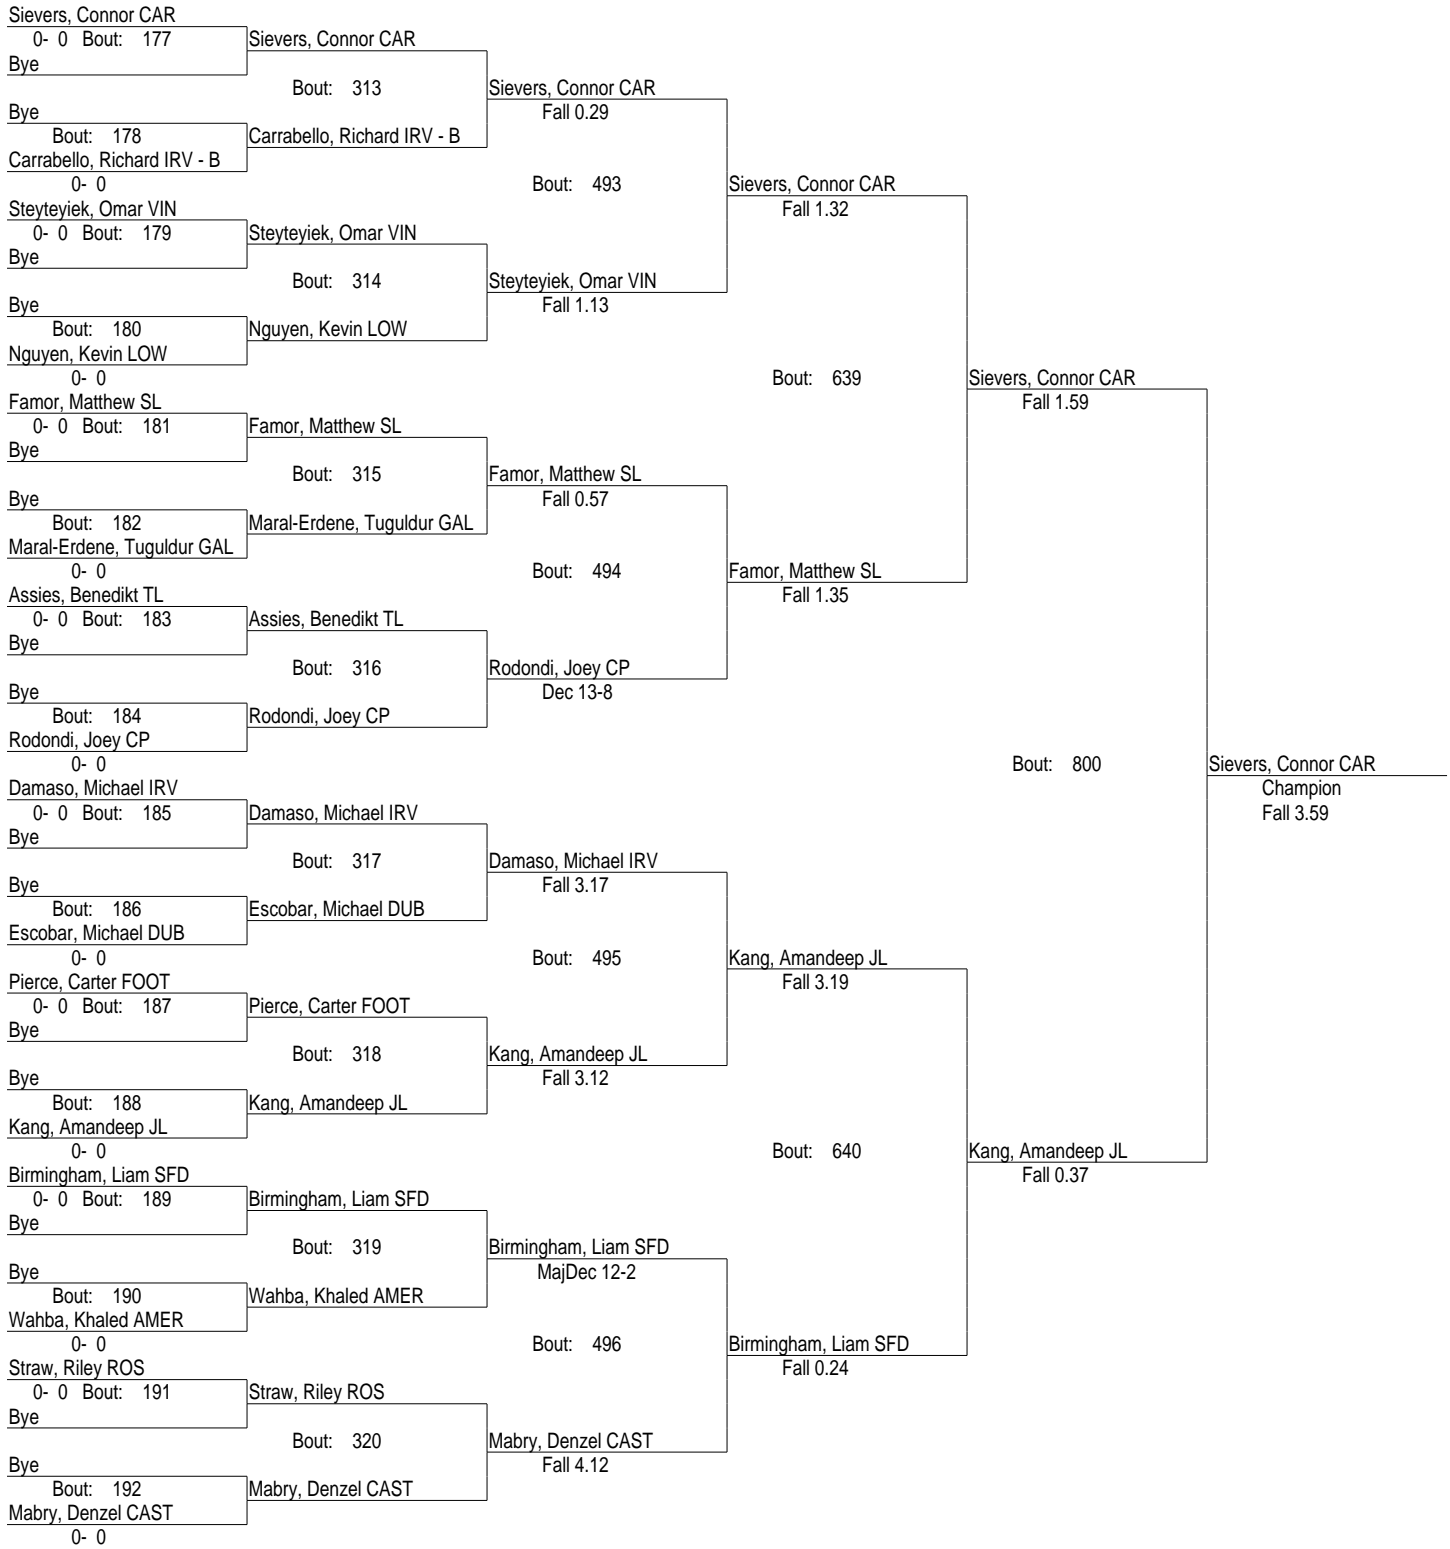 Sievers, Connor CAR
0- 0 Bout: 177
Sievers, Connor CAR
Bye
Bout: 313
Sievers, Connor CAR
Bye
Fall 0.29
Bout: 178
Carrabello, Richard IRV - B
Carrabello, Richard IRV - B
0- 0
Bout: 493
Sievers, Connor CAR
Steyteyiek, Omar VIN
Fall 1.32
0- 0 Bout: 179
Steyteyiek, Omar VIN
Bye
Bout: 314
Steyteyiek, Omar VIN
Bye
Fall 1.13
Bout: 180
Nguyen, Kevin LOW
Nguyen, Kevin LOW
0- 0
Bout: 639
Sievers, Connor CAR
Famor, Matthew SL
Fall 1.59
0- 0 Bout: 181
Famor, Matthew SL
Bye
Bout: 315
Famor, Matthew SL
Bye
Fall 0.57
Bout: 182
Maral-Erdene, Tuguldur GAL
Maral-Erdene, Tuguldur GAL
0- 0
Bout: 494
Famor, Matthew SL
Assies, Benedikt TL
Fall 1.35
0- 0 Bout: 183
Assies, Benedikt TL
Bye
Bout: 316
Rodondi, Joey CP
Bye
Dec 13-8
Bout: 184
Rodondi, Joey CP
Rodondi, Joey CP
0- 0
Bout: 800
Sievers, Connor CAR
Damaso, Michael IRV
Champion
0- 0 Bout: 185
Damaso, Michael IRV
Fall 3.59
Bye
Bout: 317
Damaso, Michael IRV
Bye
Fall 3.17
Bout: 186
Escobar, Michael DUB
Escobar, Michael DUB
0- 0
Bout: 495
Kang, Amandeep JL
Pierce, Carter FOOT
Fall 3.19
0- 0 Bout: 187
Pierce, Carter FOOT
Bye
Bout: 318
Kang, Amandeep JL
Bye
Fall 3.12
Bout: 188
Kang, Amandeep JL
Kang, Amandeep JL
0- 0
Bout: 640
Kang, Amandeep JL
Birmingham, Liam SFD
Fall 0.37
0- 0 Bout: 189
Birmingham, Liam SFD
Bye
Bout: 319
Birmingham, Liam SFD
Bye
MajDec 12-2
Bout: 190
Wahba, Khaled AMER
Wahba, Khaled AMER
0- 0
Bout: 496
Birmingham, Liam SFD
Straw, Riley ROS
Fall 0.24
0- 0 Bout: 191
Straw, Riley ROS
Bye
Bout: 320
Mabry, Denzel CAST
Bye
Fall 4.12
Bout: 192
Mabry, Denzel CAST
Mabry, Denzel CAST
0- 0